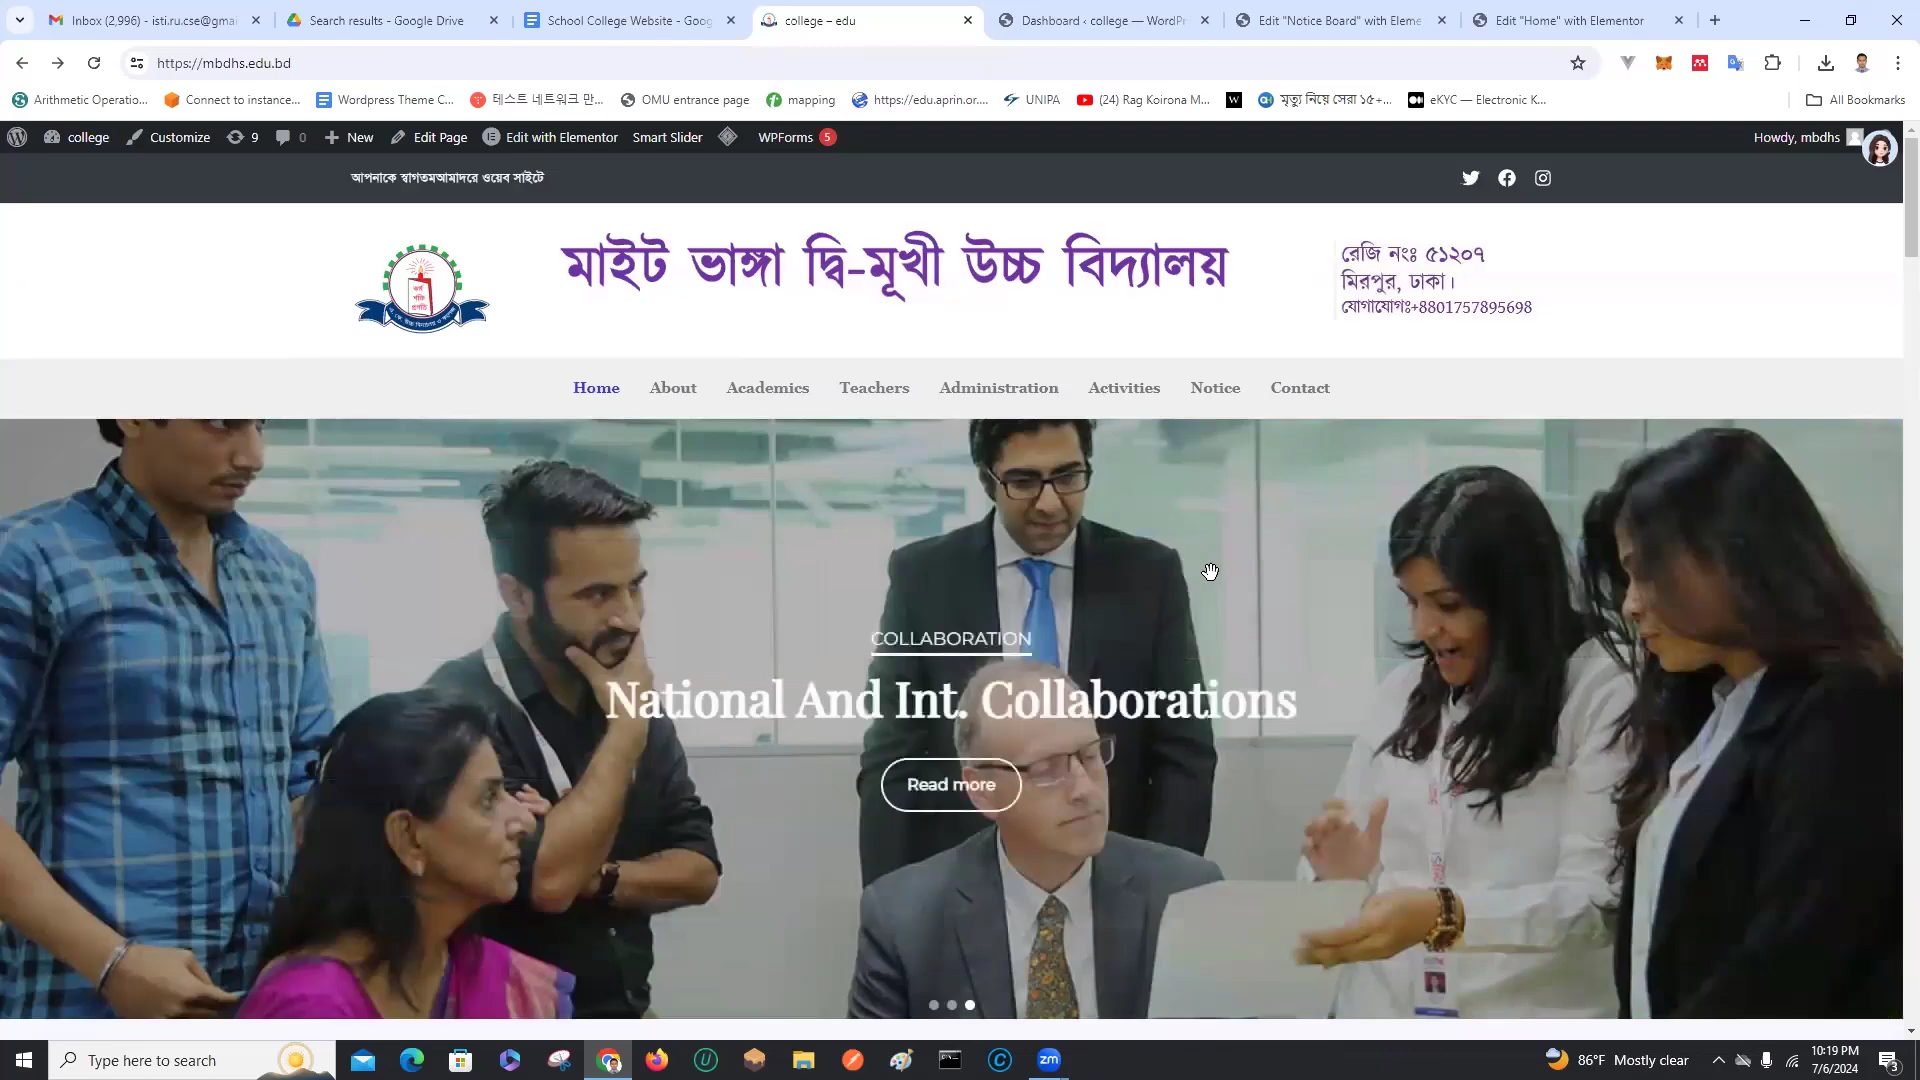 Inbox (2,996) - isti.ru.cse@gma
Search results - Google Drive
School College Website - Goog
college – edu
Dashboard ‹ college — WordPr
Edit "Notice Board" with Eleme
Edit "Home" with Elementor
https://mbdhs.edu.bd
Arithmetic Operatio...
Connect to instance...
Wordpress Theme C...
테스트 네트워크 만...
OMU entrance page
mapping
https://edu.aprin.or....
UNIPA
(24) Rag Koirona M...
W
মৃত্যু নিয়ে সেরা ১৫+...
eKYC — Electronic K...
All Bookmarks
college
Customize
9
0
New
Edit Page
Edit with Elementor
Smart Slider
WPForms 5
Howdy, mbdhs
আপনাকে স্বাগতমআমাদরে ওয়েব সাইটে
মাইট ভাঙ্গা দ্বি-মূখী উচ্চ বিদ্যালয়
রেজি নংঃ ৫১২০৭
মিরপুর, ঢাকা।
যোগাযোগঃ+8801757895698
Home
About
Academics
Teachers
Administration
Activities
Notice
Contact
COLLABORATION
National And Int. Collaborations
Read more
Type here to search
zm
86°F Mostly clear
10:19 PM
7/6/2024
3